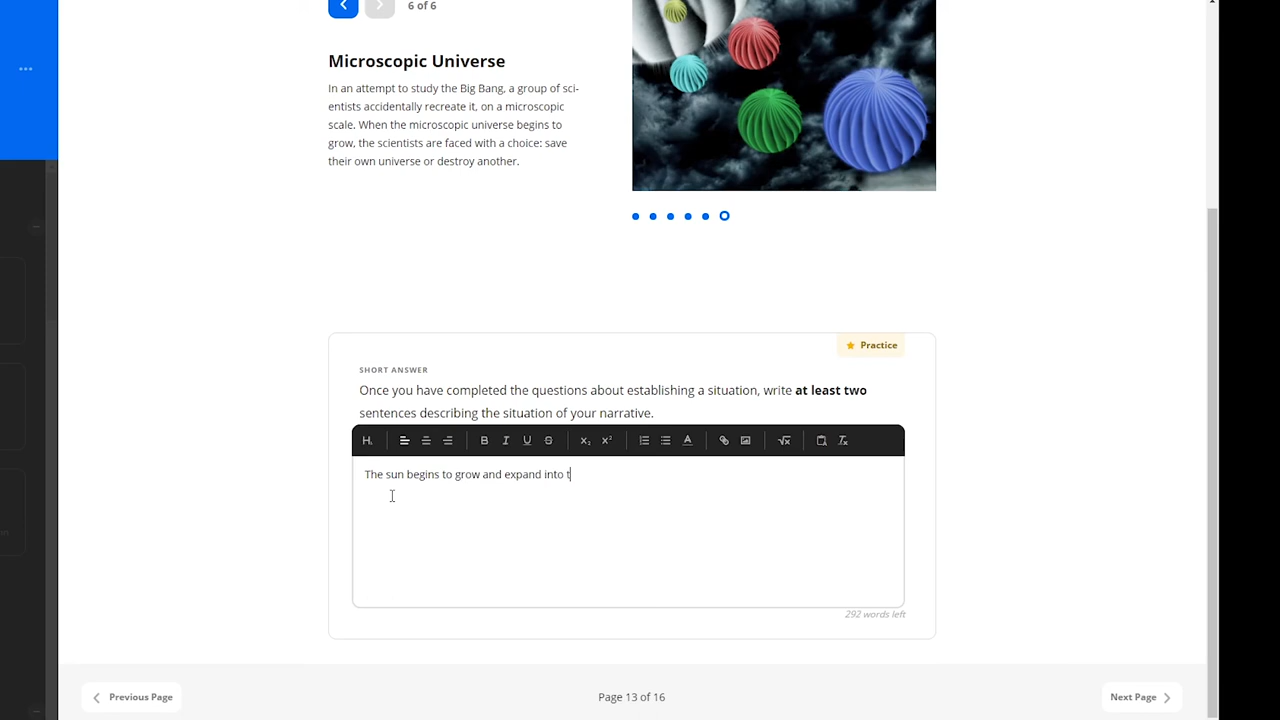 6 of 6
Microscopic Universe
In an attempt to study the Big Bang, a group of sci-
entists accidentally recreate it, on a microscopic
scale. When the microscopic universe begins to
grow, the scientists are faced with a choice: save
their own universe or destroy another.
Practice
SHORT ANSWER
Once you have completed the questions about establishing a situation, write at least two
sentences describing the situation of your narrative.
The sun begins to grow and expand into t
292 words left
Previous Page
Page 13 of 16
Next Page